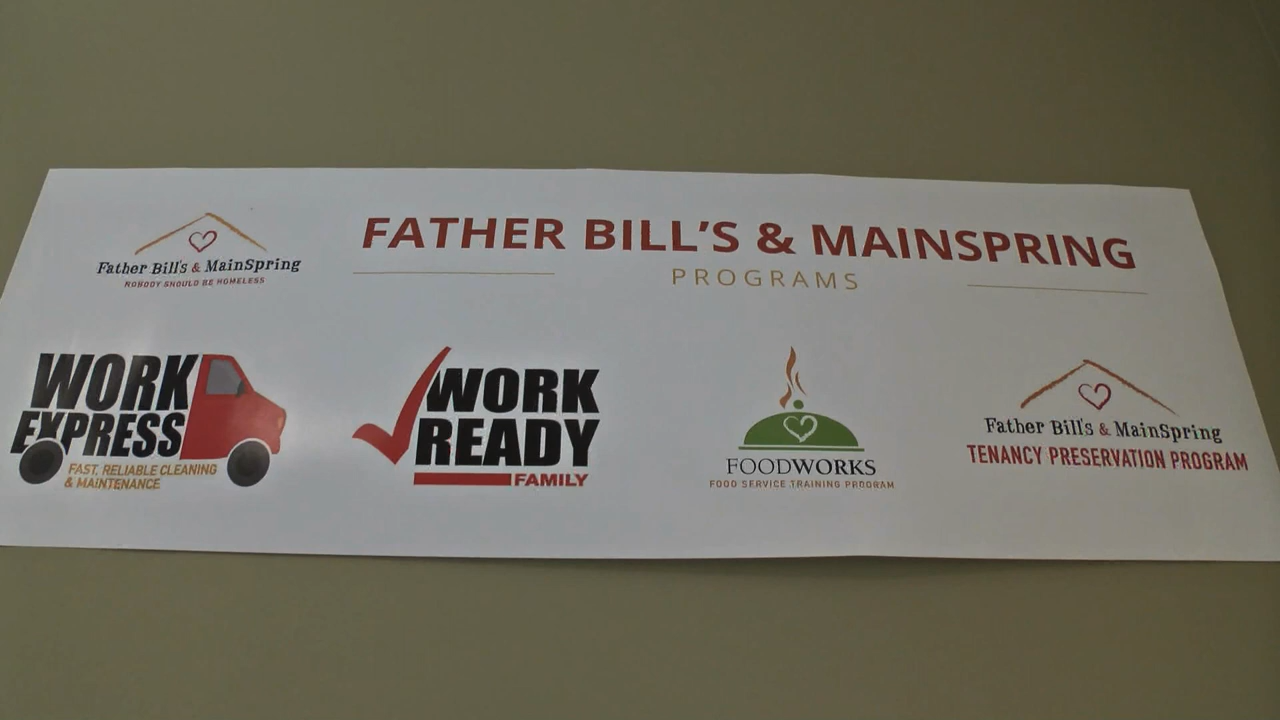 Father Bill's & MainSpring
NOBODY SHOULD BE HOMELESS
FATHER BILL'S & MAINSPRING
PROGRAMS
WORK
EXPRESS
FAST, RELIABLE CLEANING
& MAINTENANCE
WORK
READY
FAMILY
FOODWORKS
FOOD SERVICE TRAINING PROGRAM
Father Bill's & MainSpring
TENANCY PRESERVATION PROGRAM